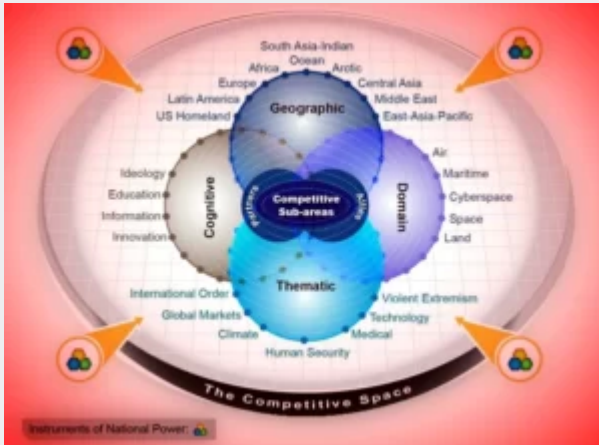 South Asia-Indian
Ocean
Africa
Arctic
Europe
Central Asia
Latin America
Middle East
US Homeland
East-Asia-Pacific
Geographic
Air
Maritime
Cyberspace
Space
Land
Domain
Ideology
Education
Information
Innovation
Cognitive
Partners
Competitive
Sub-areas
Allies
Thematic
International Order
Global Markets
Climate
Human Security
Medical
Technology
Violent Extremism
The Competitive Space
Instruments of National Power: